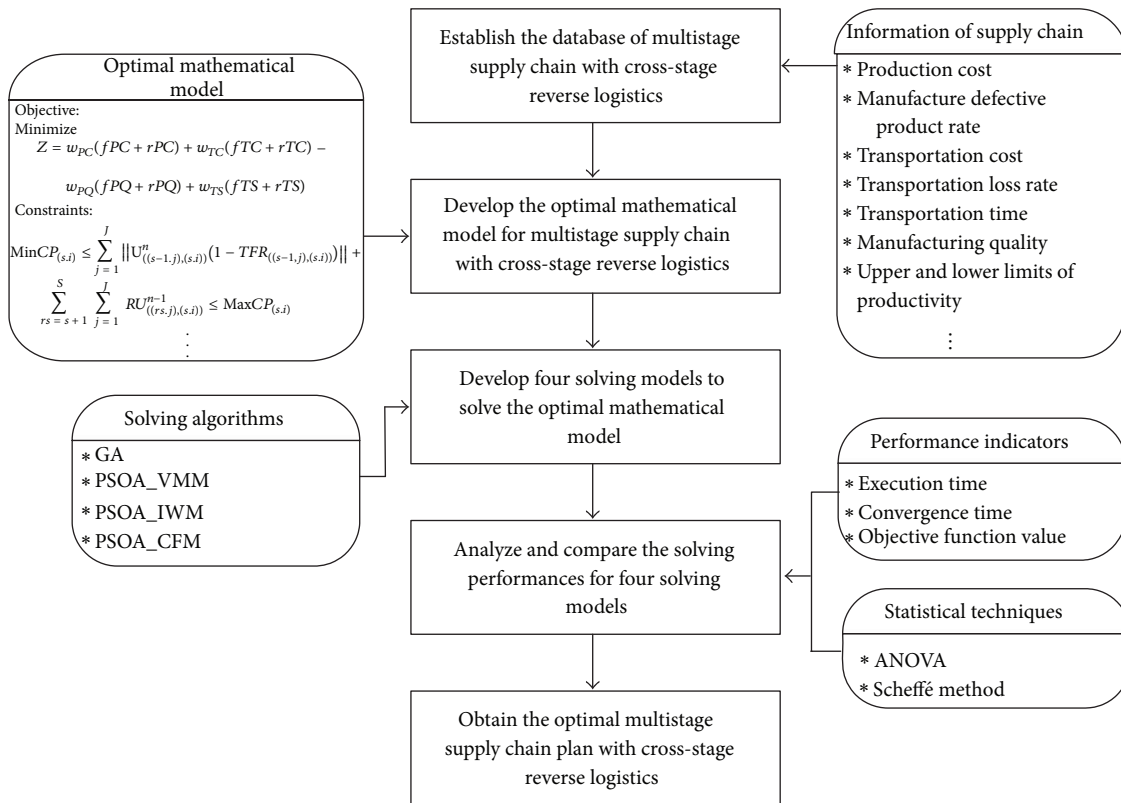 Establish the database of multistage
supply chain with cross-stage
reverse logistics
Information of supply chain
* Production cost
* Manufacture defective
product rate
* Transportation cost
* Transportation loss rate
* Transportation time
* Manufacturing quality
* Upper and lower limits of
productivity
⋮
Optimal mathematical
model
Objective:
Minimize
Z = w_{PC}(fPC + rPC) + w_{TC}(fTC + rTC) −
w_{PQ}(fPQ + rPQ) + w_{TS}(fTS + rTS)
Constraints:
MinCP_{(s.i)} ≤ \sum_{j = 1}^{J} ||U^{n}_{((s−1.j),(s.i))}(1 − TFR_{((s−1,j),(s.i))})|| +
\sum_{rs = s + 1}^{S} \sum_{j = 1}^{J} RU^{n−1}_{((rs.j),(s.i))} ≤ MaxCP_{(s.i)}
⋮
Develop the optimal mathematical
model for multistage supply chain
with cross-stage reverse logistics
Develop four solving models to
solve the optimal mathematical
model
Solving algorithms
* GA
* PSOA_VMM
* PSOA_IWM
* PSOA_CFM
Analyze and compare the solving
performances for four solving
models
Performance indicators
* Execution time
* Convergence time
* Objective function value
Statistical techniques
* ANOVA
* Scheffé method
Obtain the optimal multistage
supply chain plan with cross-stage
reverse logistics